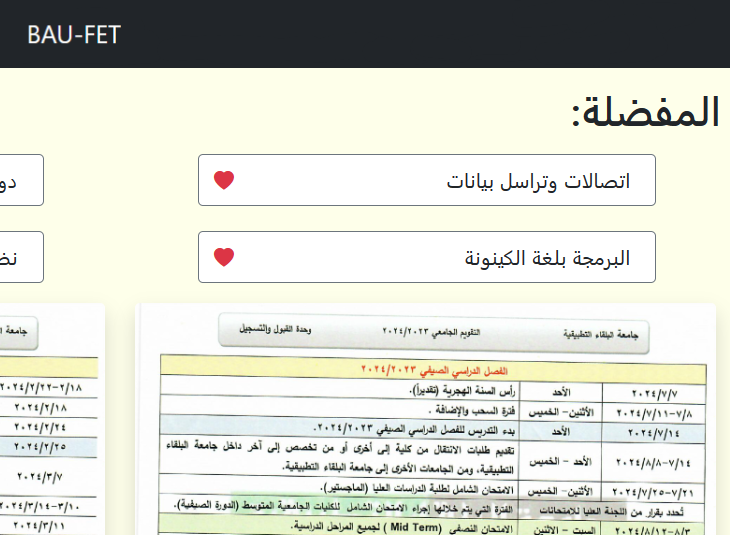 BAU-FET
المفضلة:
اتصالات وتراسل بيانات
دو
البرمجة بلغة الكينونة
نظ
جامعة البلقاء التطبيقية التقويم الجامعي ٢٠٢٤/٢٠٢٣ وحدة القبول والتسجيل
الفصل الدراسي الصيفي ٢٠٢٤/٢٠٢٣
٢٠٢٤/٧/٧ الأحد رأس السنة الهجرية (تقديراً).
٢٠٢٤/٧/١١-٧/٨ الأثنين- الخميس فترة السحب والإضافة .
٢٠٢٤/٧/١٤ الأحد بدء التدريس للفصل الدراسي الصيفي ٢٠٢٤/٢٠٢٣.
٢٠٢٤/٨/٨-٧/١٤ الأحد - الخميس تقديم طلبات الانتقال من كلية إلى أخرى أو من تخصص إلى آخر داخل جامعة البلقاء
التطبيقية، ومن الجامعات الأخرى إلى جامعة البلقاء التطبيقية.
٢٠٢٤/٧/٢٥-٧/٢١ الأثنين- الخميس الامتحان الشامل لطلبة الدراسات العليا (الماجستير).
تُحدد بقرار من اللجنة العليا للإمتحانات الفترة التي يتم خلالها إجراء الامتحان الشامل للكليات الجامعية المتوسط (الدورة الصيفية).
٢٠٢٤/٨/١٢-٨/٣ السبت - الاثنين الامتحان النصفي (Mid Term) لجميع المراحل الدراسية.
جامعة ا
٢٠٢٤/٢/٢٢-٢/١٨
٢٠٢٤/٢/١٨
٢٠٢٤/٢/٢٤
٢٠٢٤/٢/٢٥
٢٠٢٤/٣/٧
٢٠٢٤/٣/١٤-٣/١٠
٢٠٢٤/٣/١١